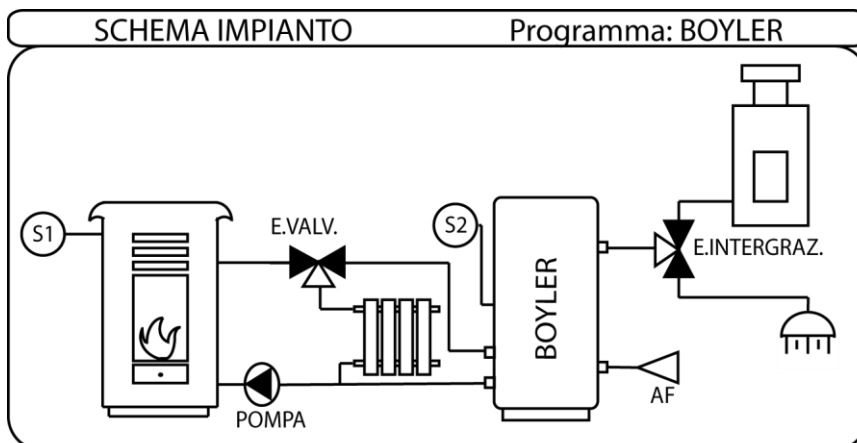 SCHEMA IMPIANTO Programma: BOYLER
S1
E.VALV.
S2
E.INTERGRAZ.
BOYLER
POMPA
AF